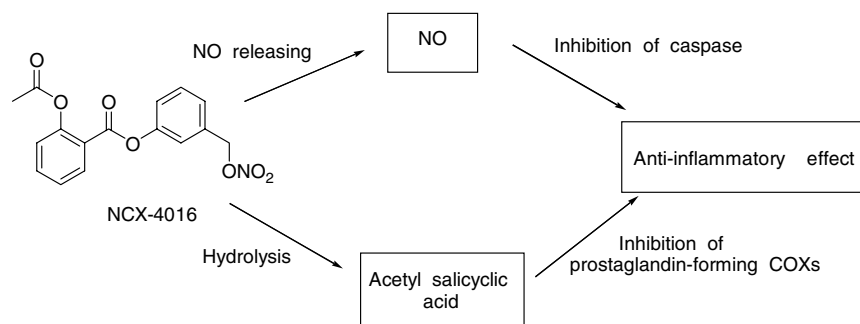 NO releasing
NO
Inhibition of caspase
O
O
O
O
ONO2
NCX-4016
Anti-inflammatory effect
Hydrolysis
Acetyl salicyclic
acid
Inhibition of
prostaglandin-forming COXs